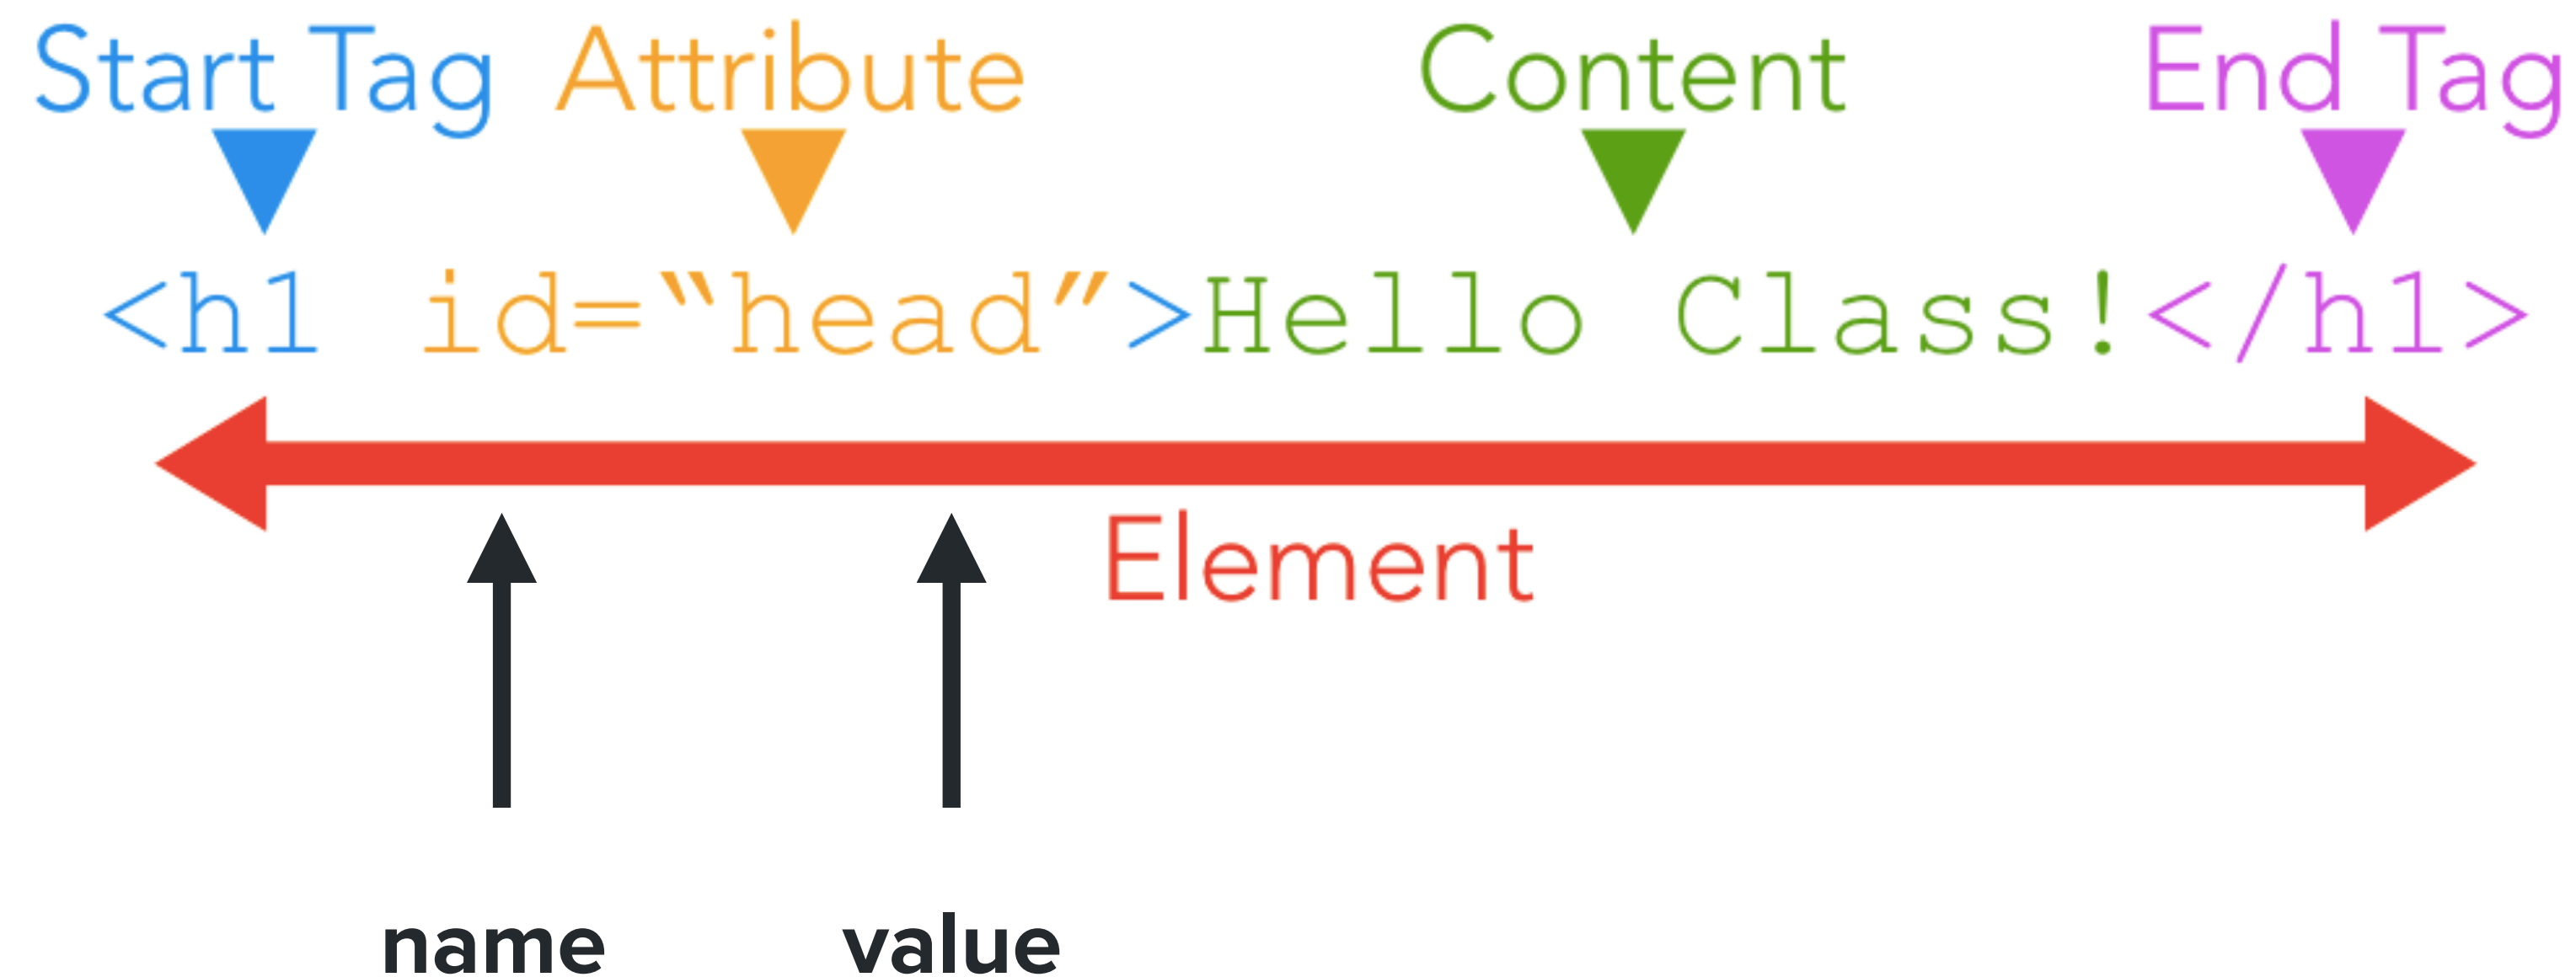 Start Tag Attribute Content End Tag
<h1 id=“head”>Hello Class!</h1>
Element
name value